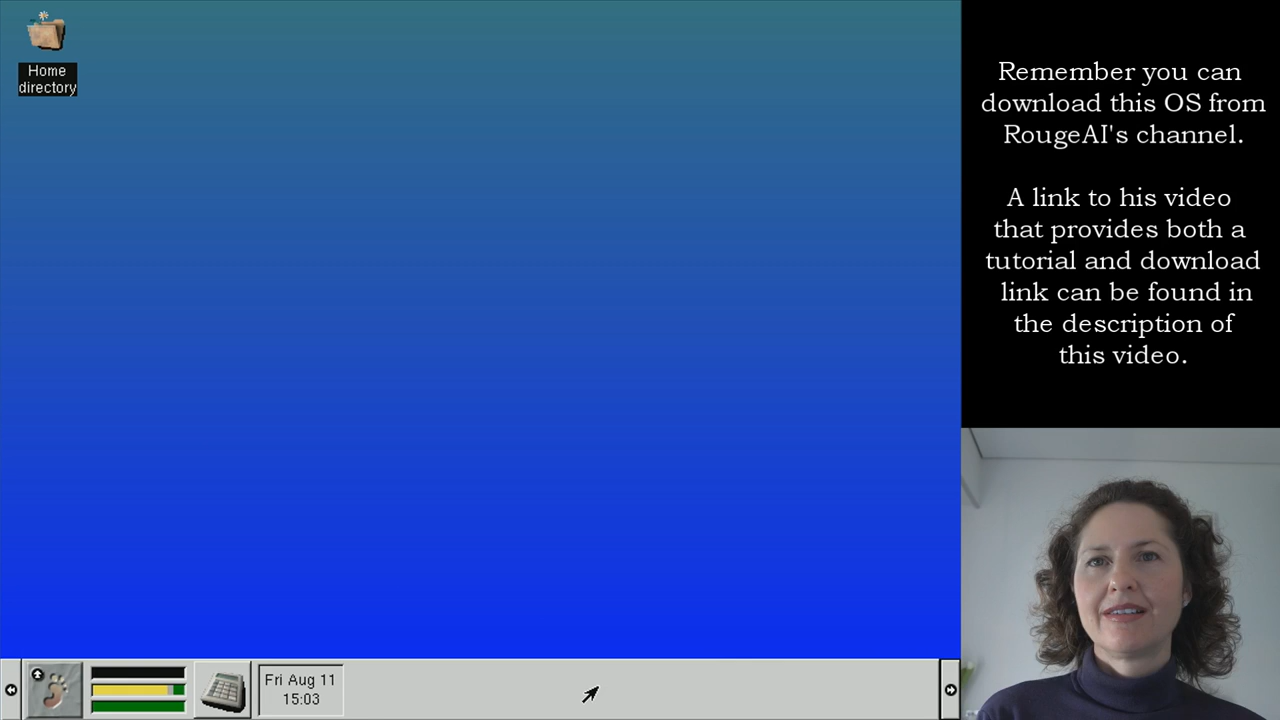 Home
directory
Remember you can
download this OS from
RougeAI's channel.
A link to his video
that provides both a
tutorial and download
link can be found in
the description of
this video.
Fri Aug 11
15:03